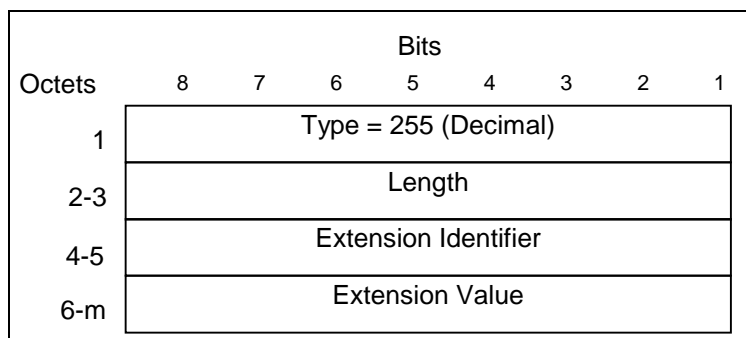 Bits
Octets 8 7 6 5 4 3 2 1
1 Type = 255 (Decimal)
2-3 Length
4-5 Extension Identifier
6-m Extension Value